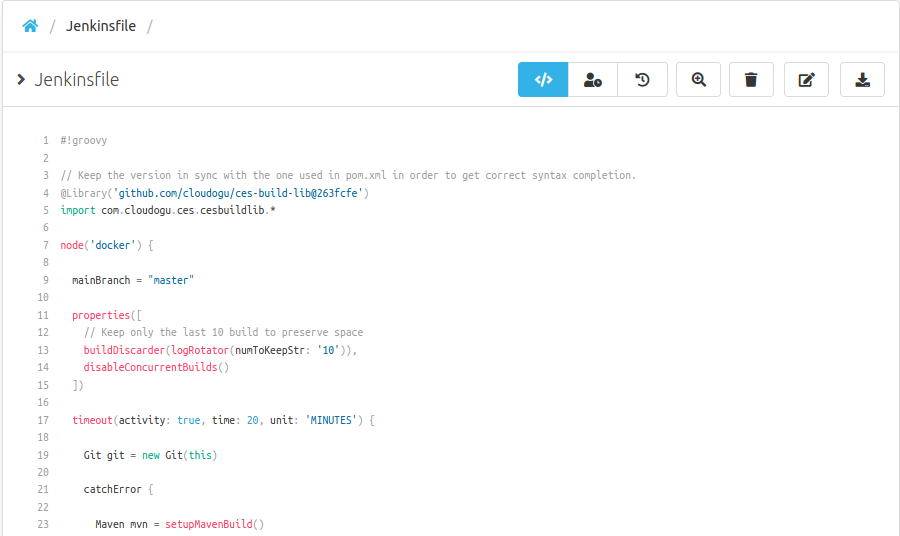 / Jenkinsfile /
Jenkinsfile
1 #!groovy
2
3 // Keep the version in sync with the one used in pom.xml in order to get correct syntax completion.
4 @Library('github.com/cloudogu/ces-build-lib@263fcfe')
5 import com.cloudogu.ces.cesbuildlib.*
6
7 node('docker') {
8
9 mainBranch = "master"
10
11 properties([
12 // Keep only the last 10 build to preserve space
13 buildDiscarder(logRotator(numToKeepStr: '10')),
14 disableConcurrentBuilds()
15 ])
16
17 timeout(activity: true, time: 20, unit: 'MINUTES') {
18
19 Git git = new Git(this)
20
21 catchError {
22
23 Maven mvn = setupMavenBuild()